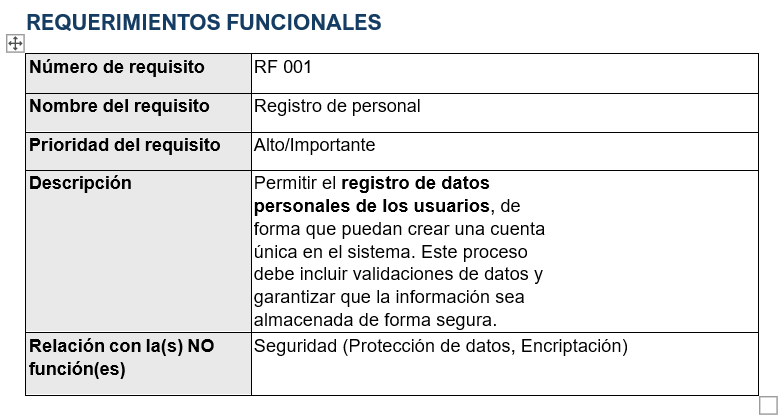 REQUERIMIENTOS FUNCIONALES
Número de requisito RF 001
Nombre del requisito Registro de personal
Prioridad del requisito Alto/Importante
Descripción Permitir el registro de datos
personales de los usuarios, de
forma que puedan crear una cuenta
única en el sistema. Este proceso
debe incluir validaciones de datos y
garantizar que la información sea
almacenada de forma segura.
Relación con la(s) NO Seguridad (Protección de datos, Encriptación)
función(es)